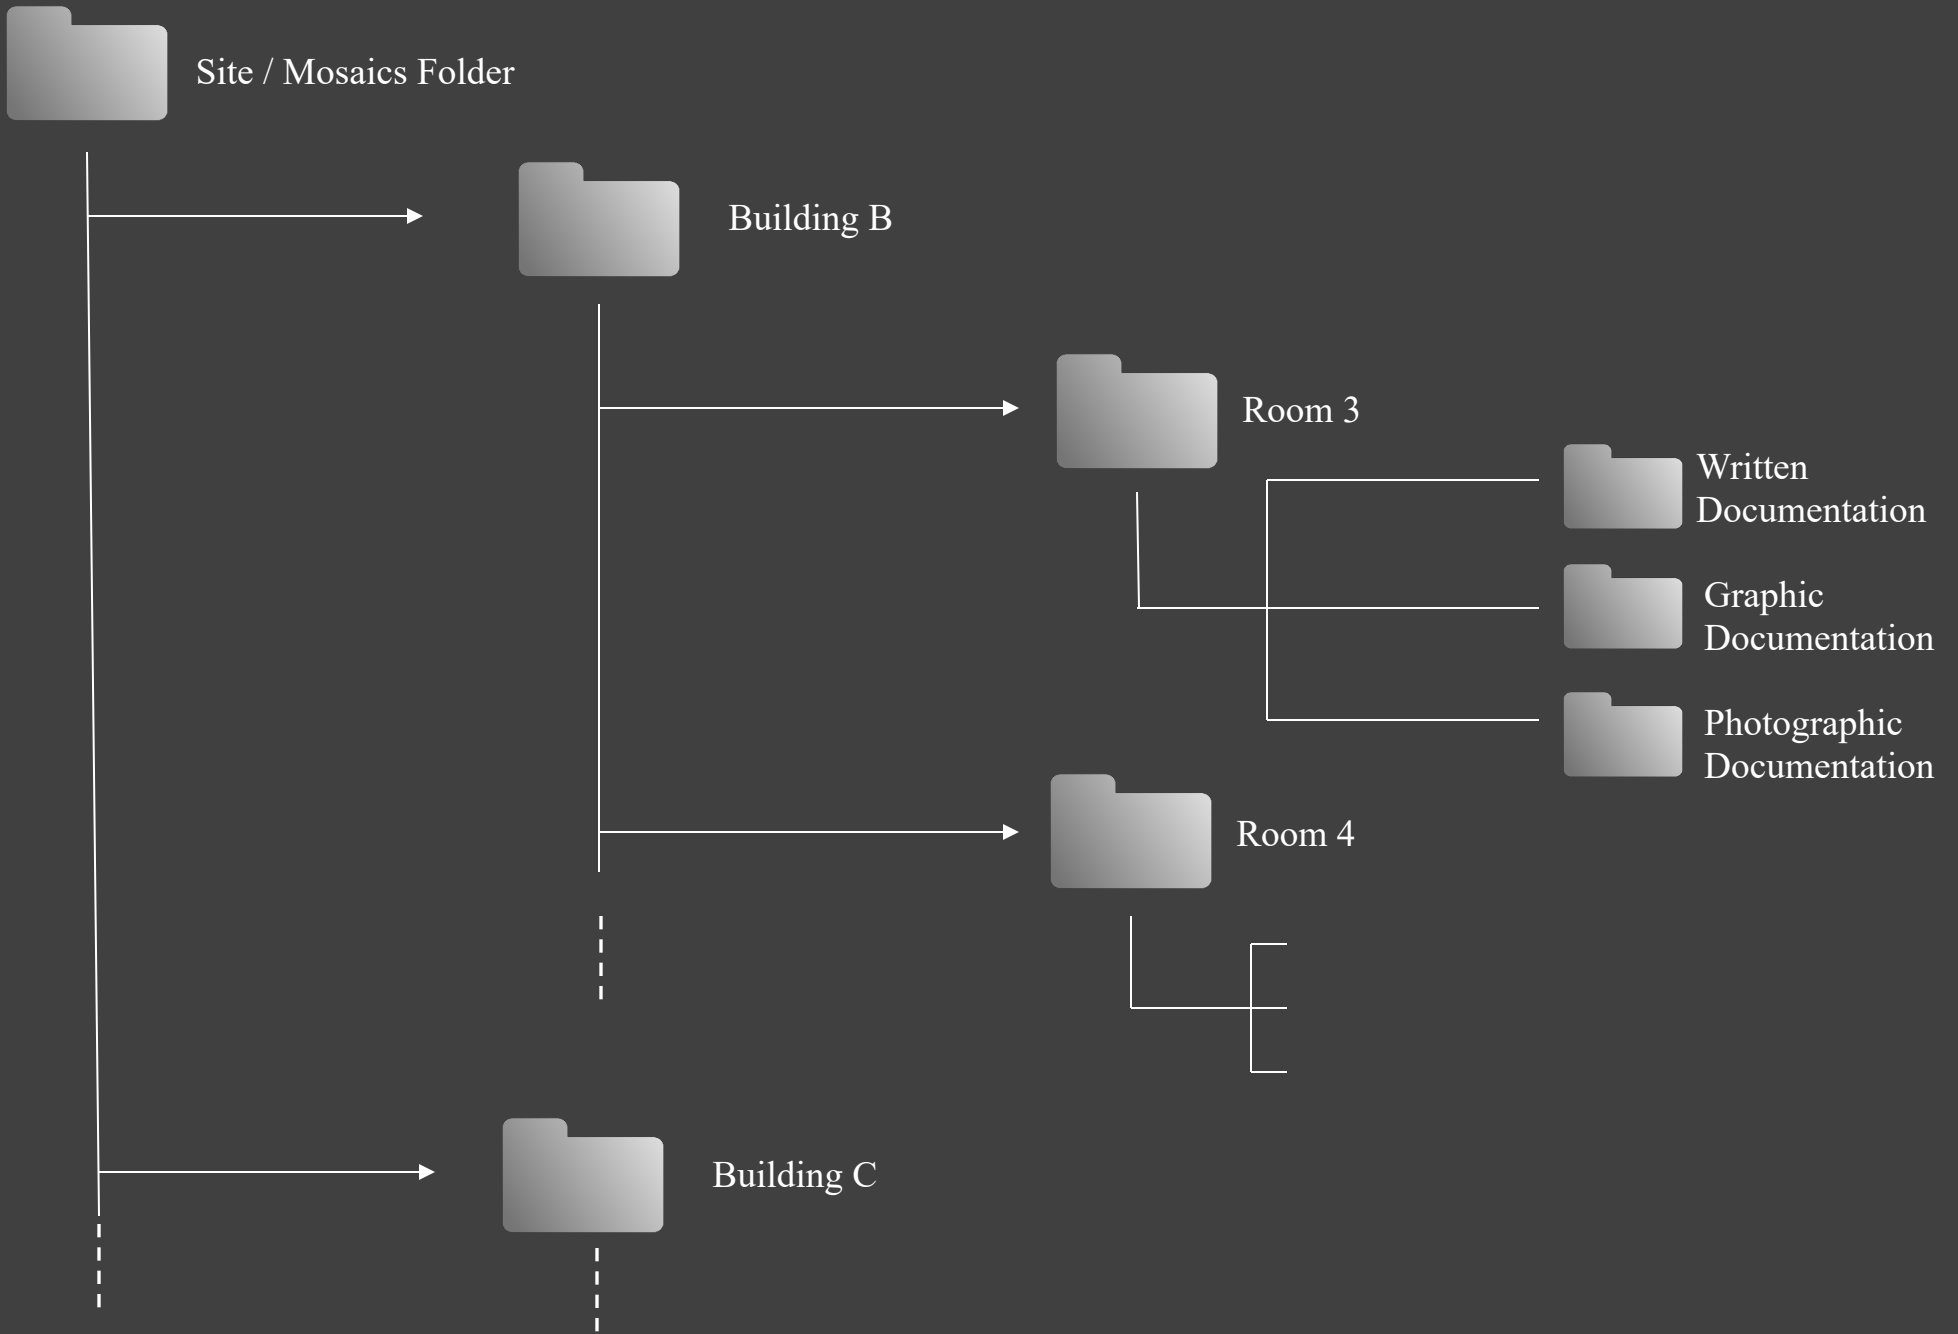 Site / Mosaics Folder
Building B
Room 3
Written
Documentation
Graphic
Documentation
Photographic
Documentation
Room 4
Building C